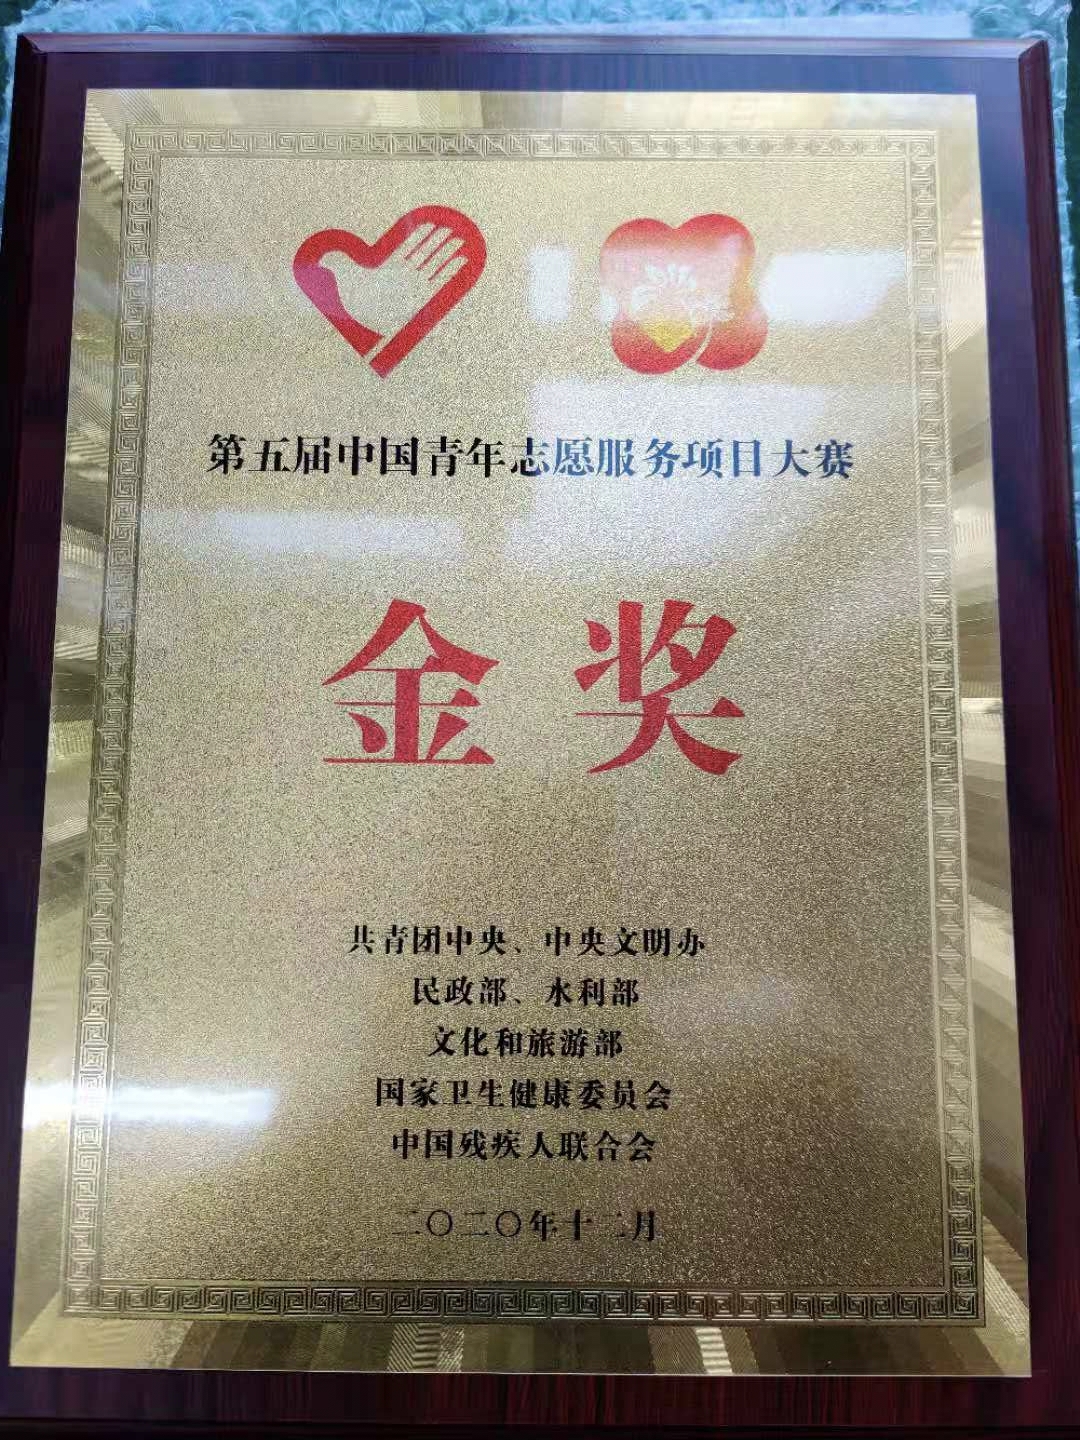 第五届中国青年志愿服务项目大赛
金奖
共青团中央、中央文明办
民政部、水利部
文化和旅游部
国家卫生健康委员会
中国残疾人联合会
二〇二〇年十二月